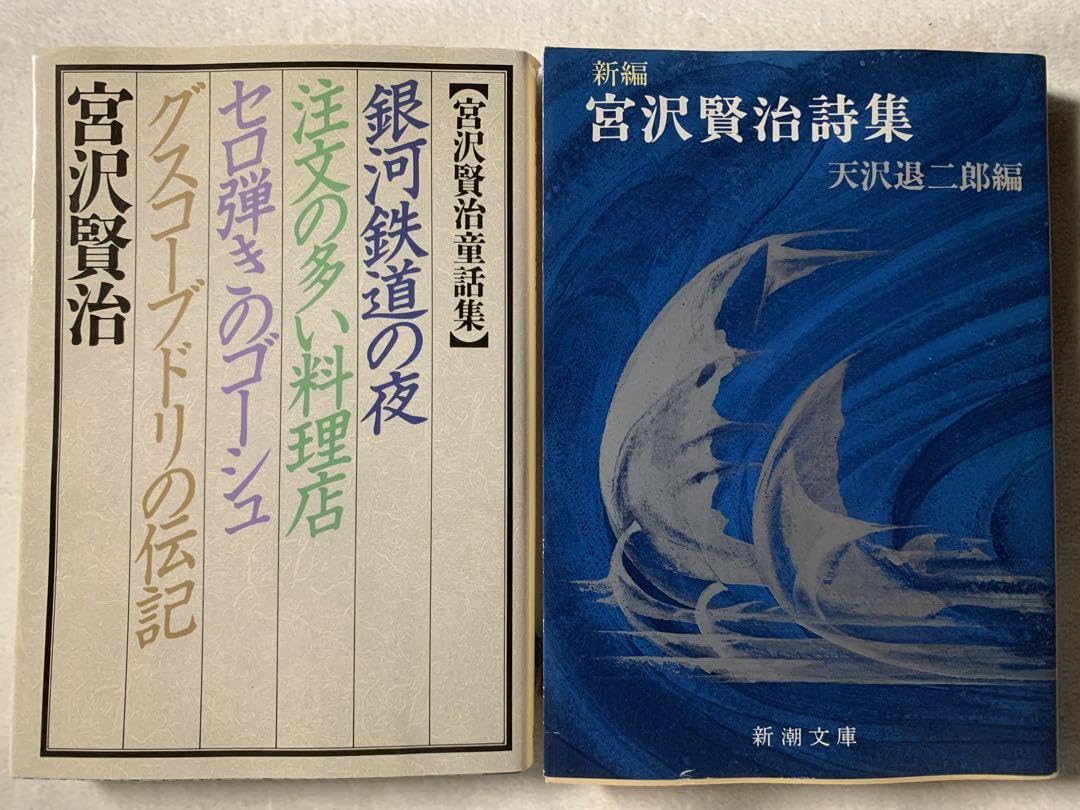 【宮沢賢治童話集】
銀河鉄道の夜
注文の多い料理店
セロ弾きのゴーシュ
グスコーブドリの伝記
宮沢賢治
新編
宮沢賢治詩集
天沢退二郎編
新潮文庫